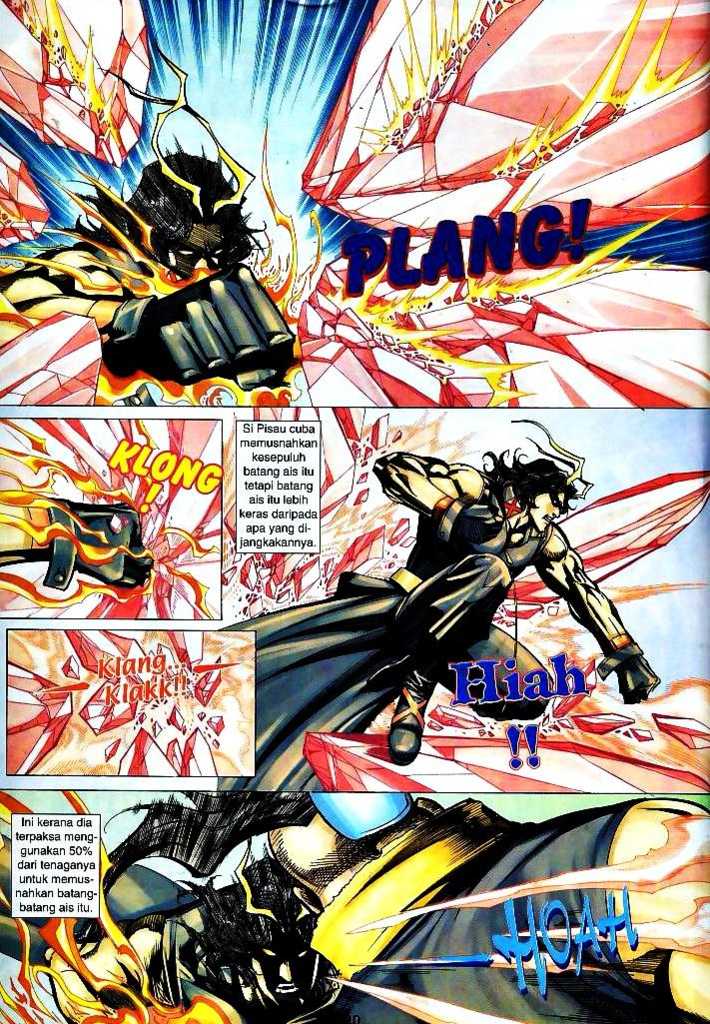 PLANG!
KLONG
!
Si Pisau cuba
memusnahkan
kesepuluh
batang ais itu
tetapi batang
ais itu lebih
keras daripada
apa yang di-
jangkakannya.
Klang...
Klakk!!
Hiah
!!
Ini kerana dia
terpaksa meng-
gunakan 50%
dari tenaganya
untuk memus-
nahkan batang-
batang ais itu.
HOAH